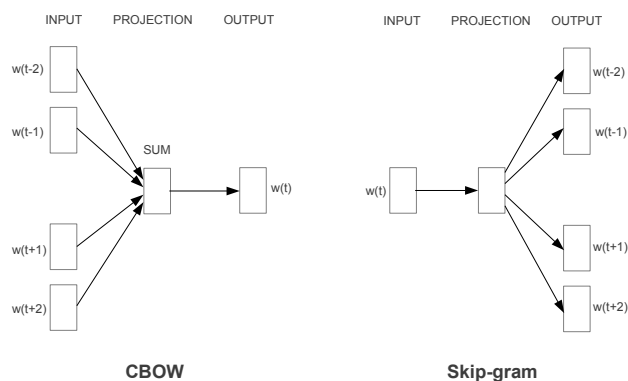 INPUT PROJECTION OUTPUT
w(t-2)
w(t-1)
SUM
w(t)
w(t+1)
w(t+2)
CBOW
INPUT PROJECTION OUTPUT
w(t-2)
w(t-1)
w(t)
w(t+1)
w(t+2)
Skip-gram